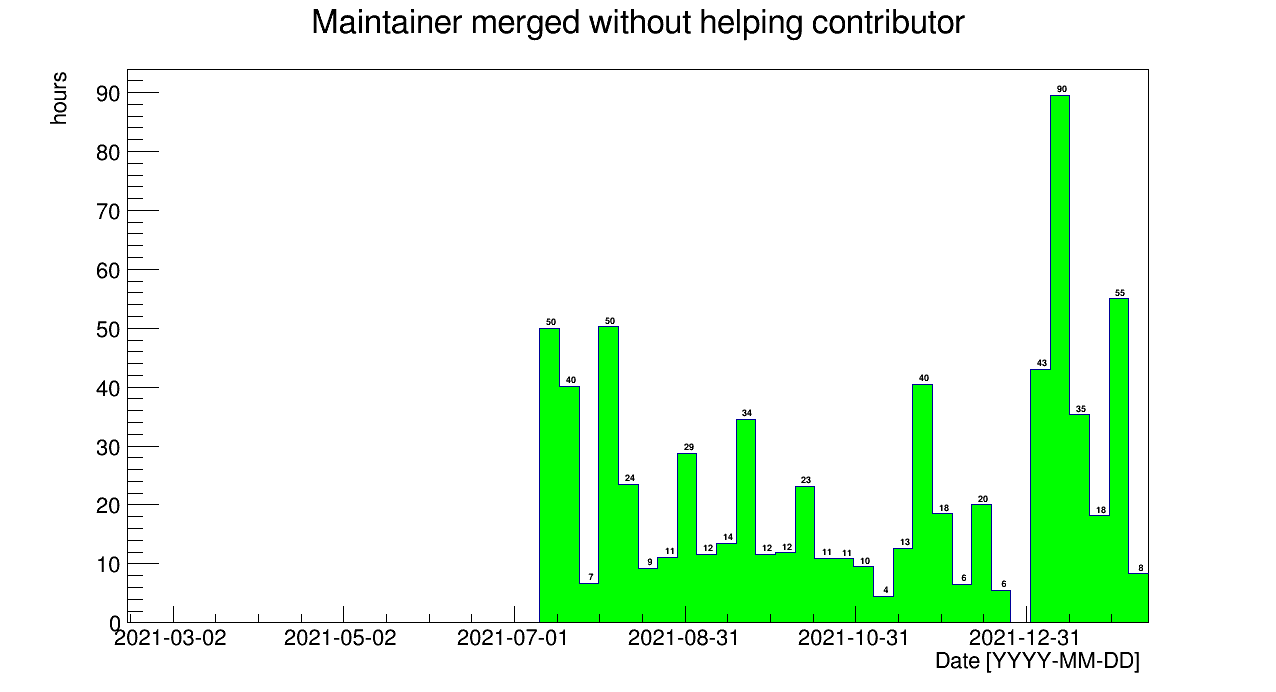 Maintainer merged without helping contributor
hours
90
80
70
60
50
40
30
20
10
0
50 40 7 50 24 9 11 29 12 14 34 12 12 23 11 11 10 4 13 40 18 6 20 6 43 90 35 18 55 8
2021-03-02 2021-05-02 2021-07-01 2021-08-31 2021-10-31 2021-12-31
Date [YYYY-MM-DD]